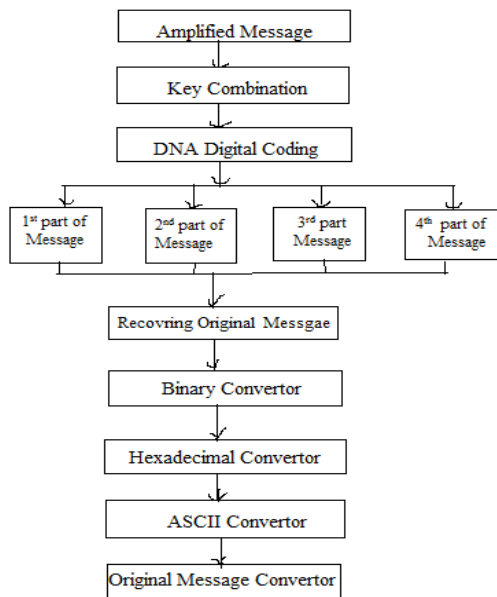 Amplified Message
Key Combination
DNA Digital Coding
1st part of
Message
2nd part of
Message
3rd part
Message
4th part of
Message
Recovring Original Messgae
Binary Convertor
Hexadecimal Convertor
ASCII Convertor
Original Message Convertor